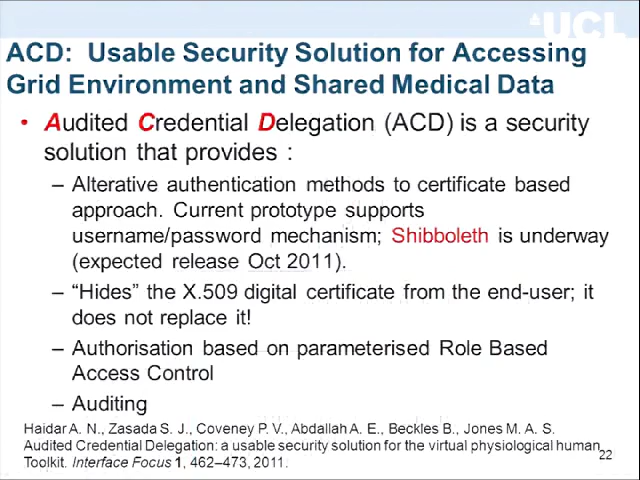 UCL
ACD: Usable Security Solution for Accessing
Grid Environment and Shared Medical Data
• Audited Credential Delegation (ACD) is a security
solution that provides :
– Alterative authentication methods to certificate based
approach. Current prototype supports
username/password mechanism; Shibboleth is underway
(expected release Oct 2011).
– “Hides” the X.509 digital certificate from the end-user; it
does not replace it!
– Authorisation based on parameterised Role Based
Access Control
– Auditing
Haidar A. N., Zasada S. J., Coveney P. V., Abdallah A. E., Beckles B., Jones M. A. S.
Audited Credential Delegation: a usable security solution for the virtual physiological human
Toolkit. Interface Focus 1, 462–473, 2011.
22